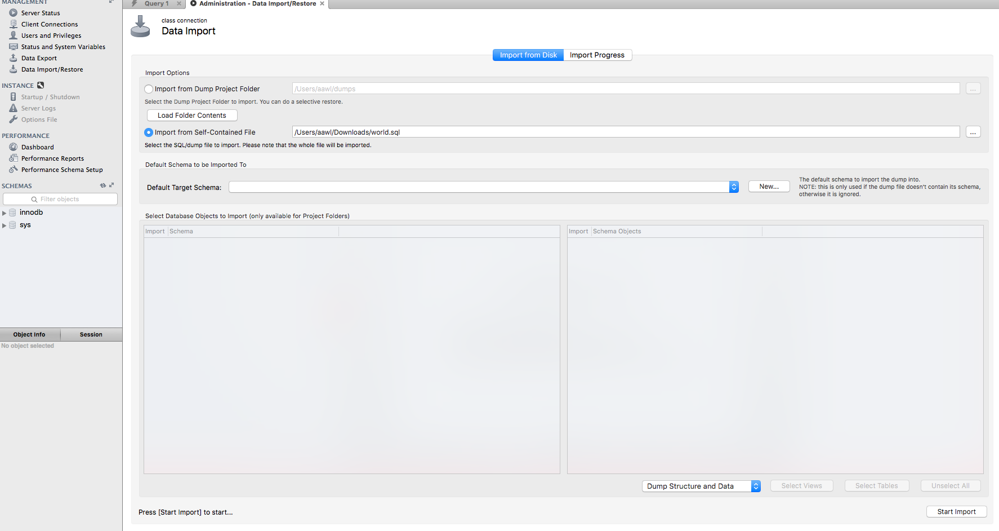 MANAGEMENT
Server Status
Client Connections
Users and Privileges
Status and System Variables
Data Export
Data Import/Restore
INSTANCE
Startup / Shutdown
Server Logs
Options File
PERFORMANCE
Dashboard
Performance Reports
Performance Schema Setup
SCHEMAS
Filter objects
innodb
sys
Object Info Session
No object selected
Query 1 Administration - Data Import/Restore
class connection
Data Import
Import from Disk Import Progress
Import Options
Import from Dump Project Folder /Users/aawl/dumps ...
Select the Dump Project Folder to import. You can do a selective restore.
Load Folder Contents
Import from Self-Contained File /Users/aawl/Downloads/world.sql ...
Select the SQL/dump file to import. Please note that the whole file will be imported.
Default Schema to be Imported To
Default Target Schema: New...
The default schema to import the dump into.
NOTE: this is only used if the dump file doesn't contain its schema,
otherwise it is ignored.
Select Database Objects to Import (only available for Project Folders)
Import Schema Import Schema Objects
Dump Structure and Data Select Views Select Tables Unselect All
Press [Start Import] to start... Start Import